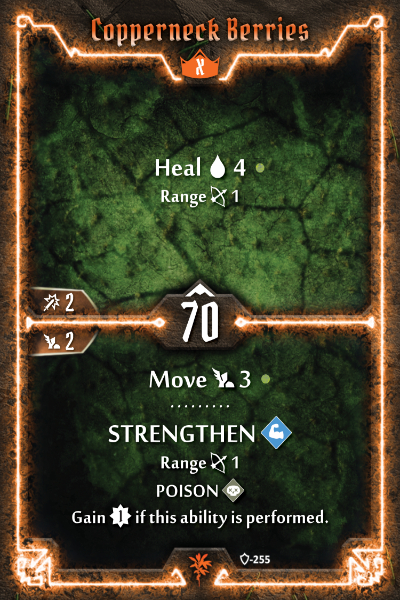 Copperneck Berries
X
Heal 4
Range 1
2
70
2
Move 3
STRENGTHEN
Range 1
POISON
Gain if this ability is performed.
-255